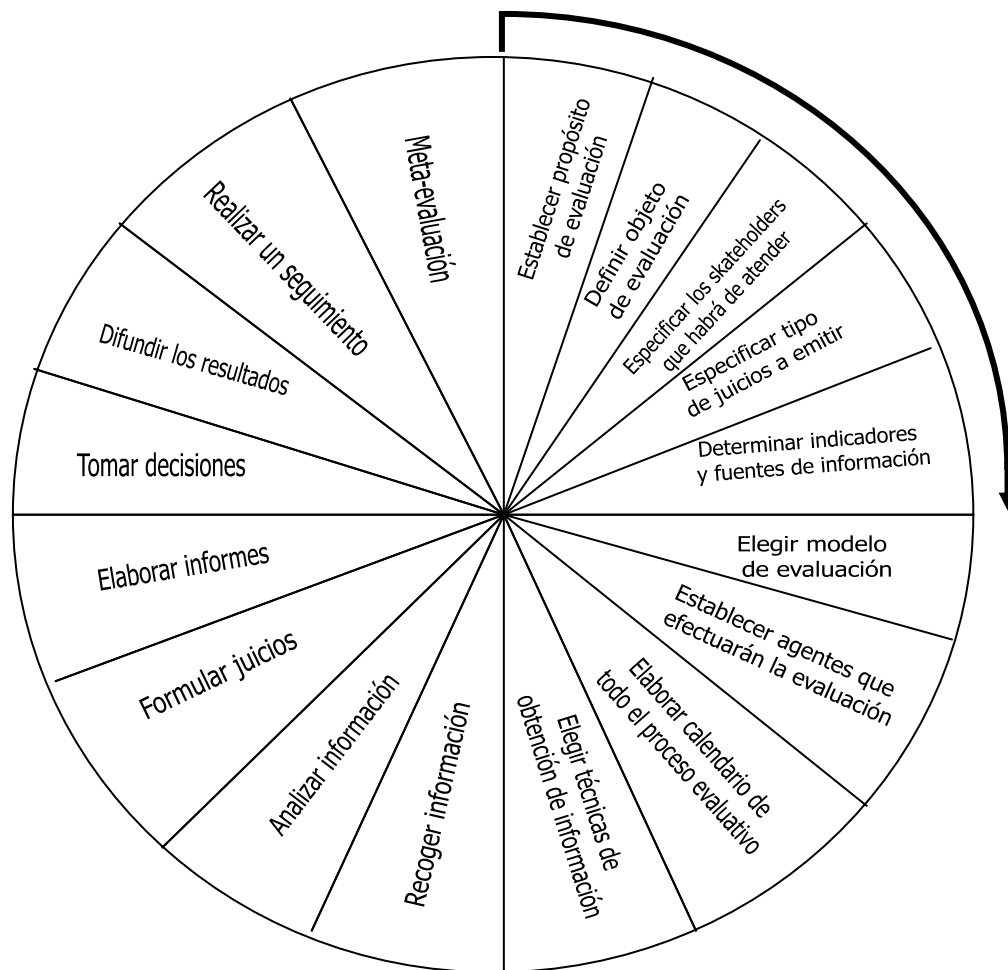 Establecer propósito
de evaluación
Definir objeto
de evaluación
Especificar los skateholders
que habrá de atender
Especificar tipo
de juicios a emitir
Determinar indicadores
y fuentes de información
Elegir modelo
de evaluación
Establecer agentes que
efectuarán la evaluación
Elaborar calendario de
todo el proceso evaluativo
Elegir técnicas de
obtención de información
Recoger información
Analizar información
Formular juicios
Elaborar informes
Tomar decisiones
Difundir los resultados
Realizar un seguimiento
Meta-evaluación